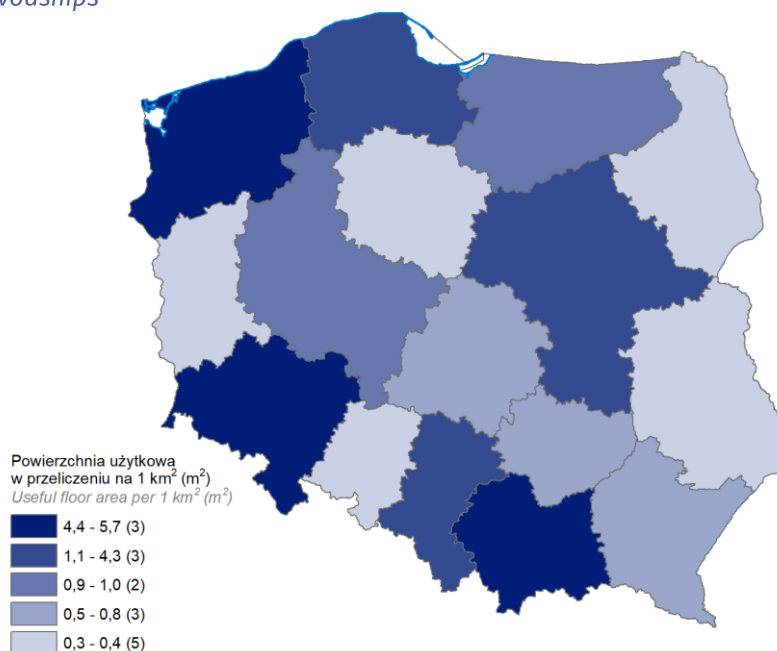 Powierzchnia użytkowa
w przeliczeniu na 1 km² (m²)
Useful floor area per 1 km² (m²)
4,4 - 5,7 (3)
1,1 - 4,3 (3)
0,9 - 1,0 (2)
0,5 - 0,8 (3)
0,3 - 0,4 (5)